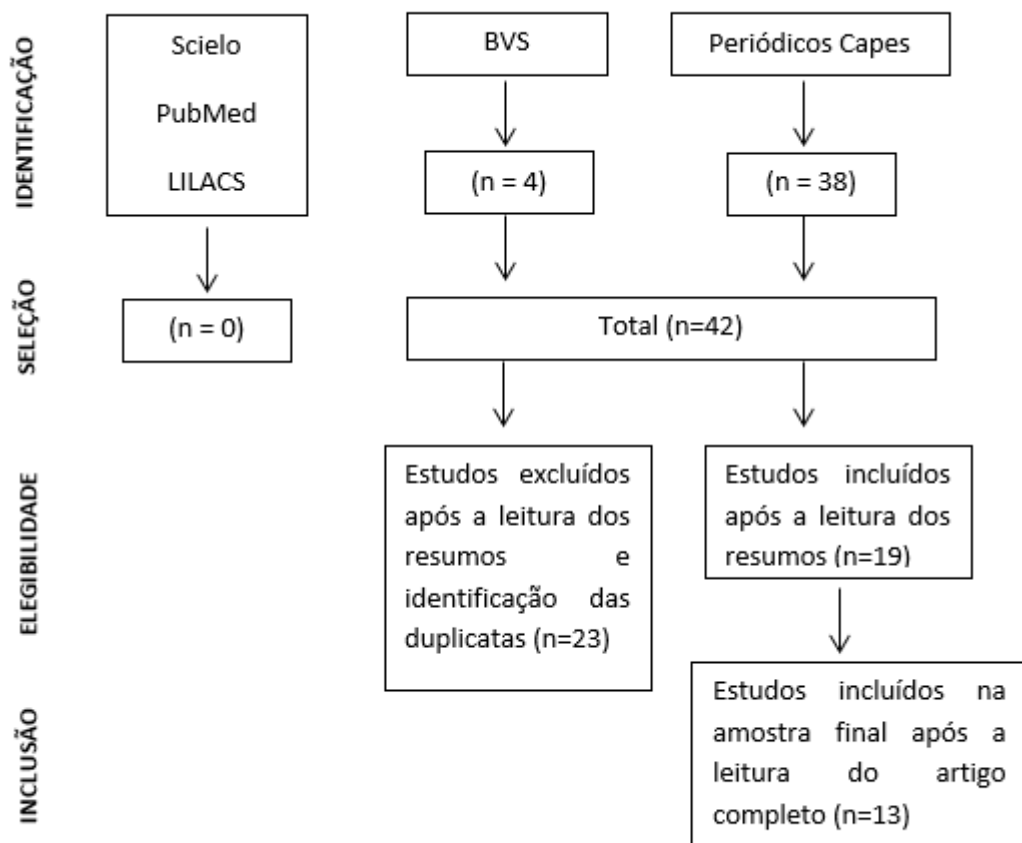 IDENTIFICAÇÃO
Scielo
PubMed
LILACS
BVS
Periódicos Capes
(n = 4)
(n = 38)
SELEÇÃO
(n = 0)
Total (n=42)
ELEGIBILIDADE
Estudos excluídos
após a leitura dos
resumos e
identificação das
duplicatas (n=23)
Estudos incluídos
após a leitura dos
resumos (n=19)
INCLUSÃO
Estudos incluídos na
amostra final após a
leitura do artigo
completo (n=13)